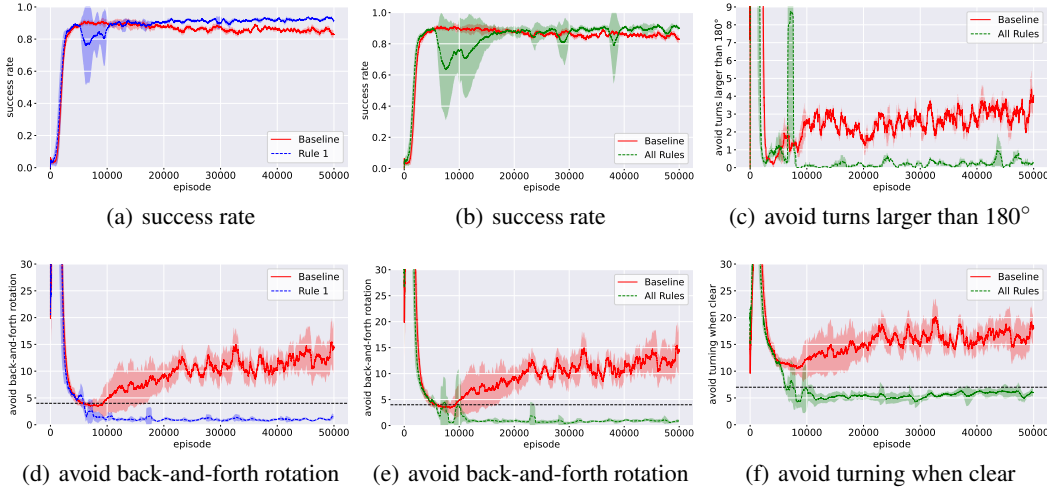 1.0
0.8
0.6
0.4
0.2
0.0
success rate
0
10000
20000
30000
40000
50000
episode
Baseline
Rule 1
(a) success rate
1.0
0.8
0.6
0.4
0.2
0.0
success rate
0
10000
20000
30000
40000
50000
episode
Baseline
All Rules
(b) success rate
9
8
7
6
5
4
3
2
1
0
avoid turns larger than 180°
0
10000
20000
30000
40000
50000
episode
Baseline
All Rules
(c) avoid turns larger than 180°
30
25
20
15
10
5
0
avoid back-and-forth rotation
0
10000
20000
30000
40000
50000
episode
Baseline
Rule 1
(d) avoid back-and-forth rotation
30
25
20
15
10
5
0
avoid back-and-forth rotation
0
10000
20000
30000
40000
50000
episode
Baseline
All Rules
(e) avoid back-and-forth rotation
30
25
20
15
10
5
0
avoid turning when clear
0
10000
20000
30000
40000
50000
episode
Baseline
All Rules
(f) avoid turning when clear